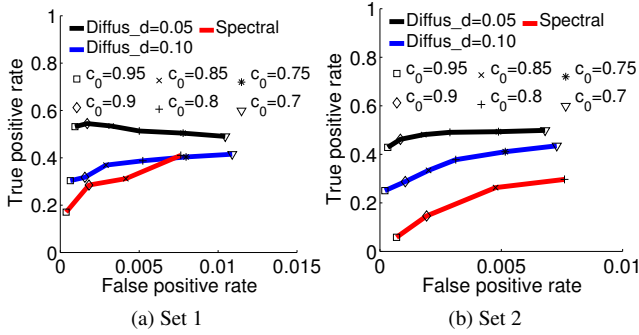 Diffus_d=0.05 Spectral
Diffus_d=0.10
c0=0.95 c0=0.85 c0=0.75
c0=0.9 c0=0.8 c0=0.7
True positive rate
1
0.8
0.6
0.4
0.2
0
0 0.005 0.01 0.015
False positive rate
(a) Set 1
Diffus_d=0.05 Spectral
Diffus_d=0.10
c0=0.95 c0=0.85 c0=0.75
c0=0.9 c0=0.8 c0=0.7
True positive rate
1
0.8
0.6
0.4
0.2
0
0 0.005 0.01
False positive rate
(b) Set 2